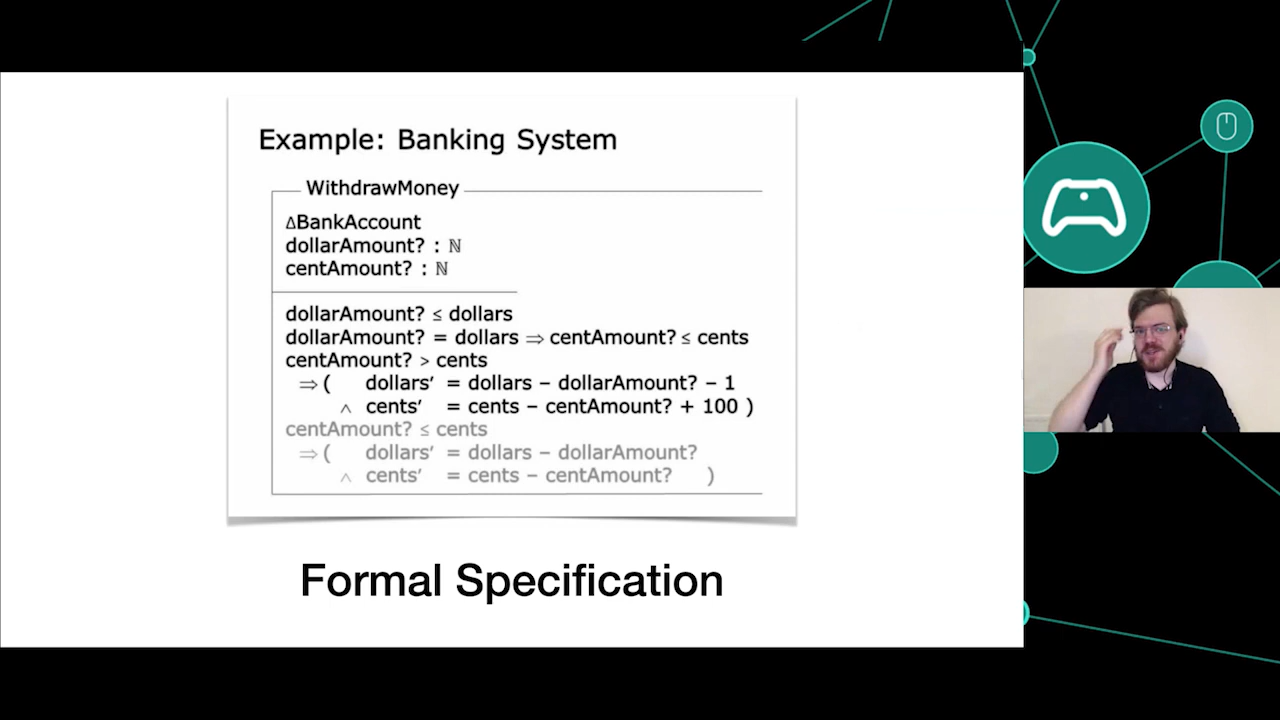 Example: Banking System
WithdrawMoney
ΔBankAccount
dollarAmount? : ℕ
centAmount? : ℕ
dollarAmount? ≤ dollars
dollarAmount? = dollars ⇒ centAmount? ≤ cents
centAmount? > cents
⇒ ( dollars′ = dollars − dollarAmount? − 1
∧ cents′ = cents − centAmount? + 100 )
centAmount? ≤ cents
⇒ ( dollars′ = dollars − dollarAmount?
∧ cents′ = cents − centAmount? )
Formal Specification